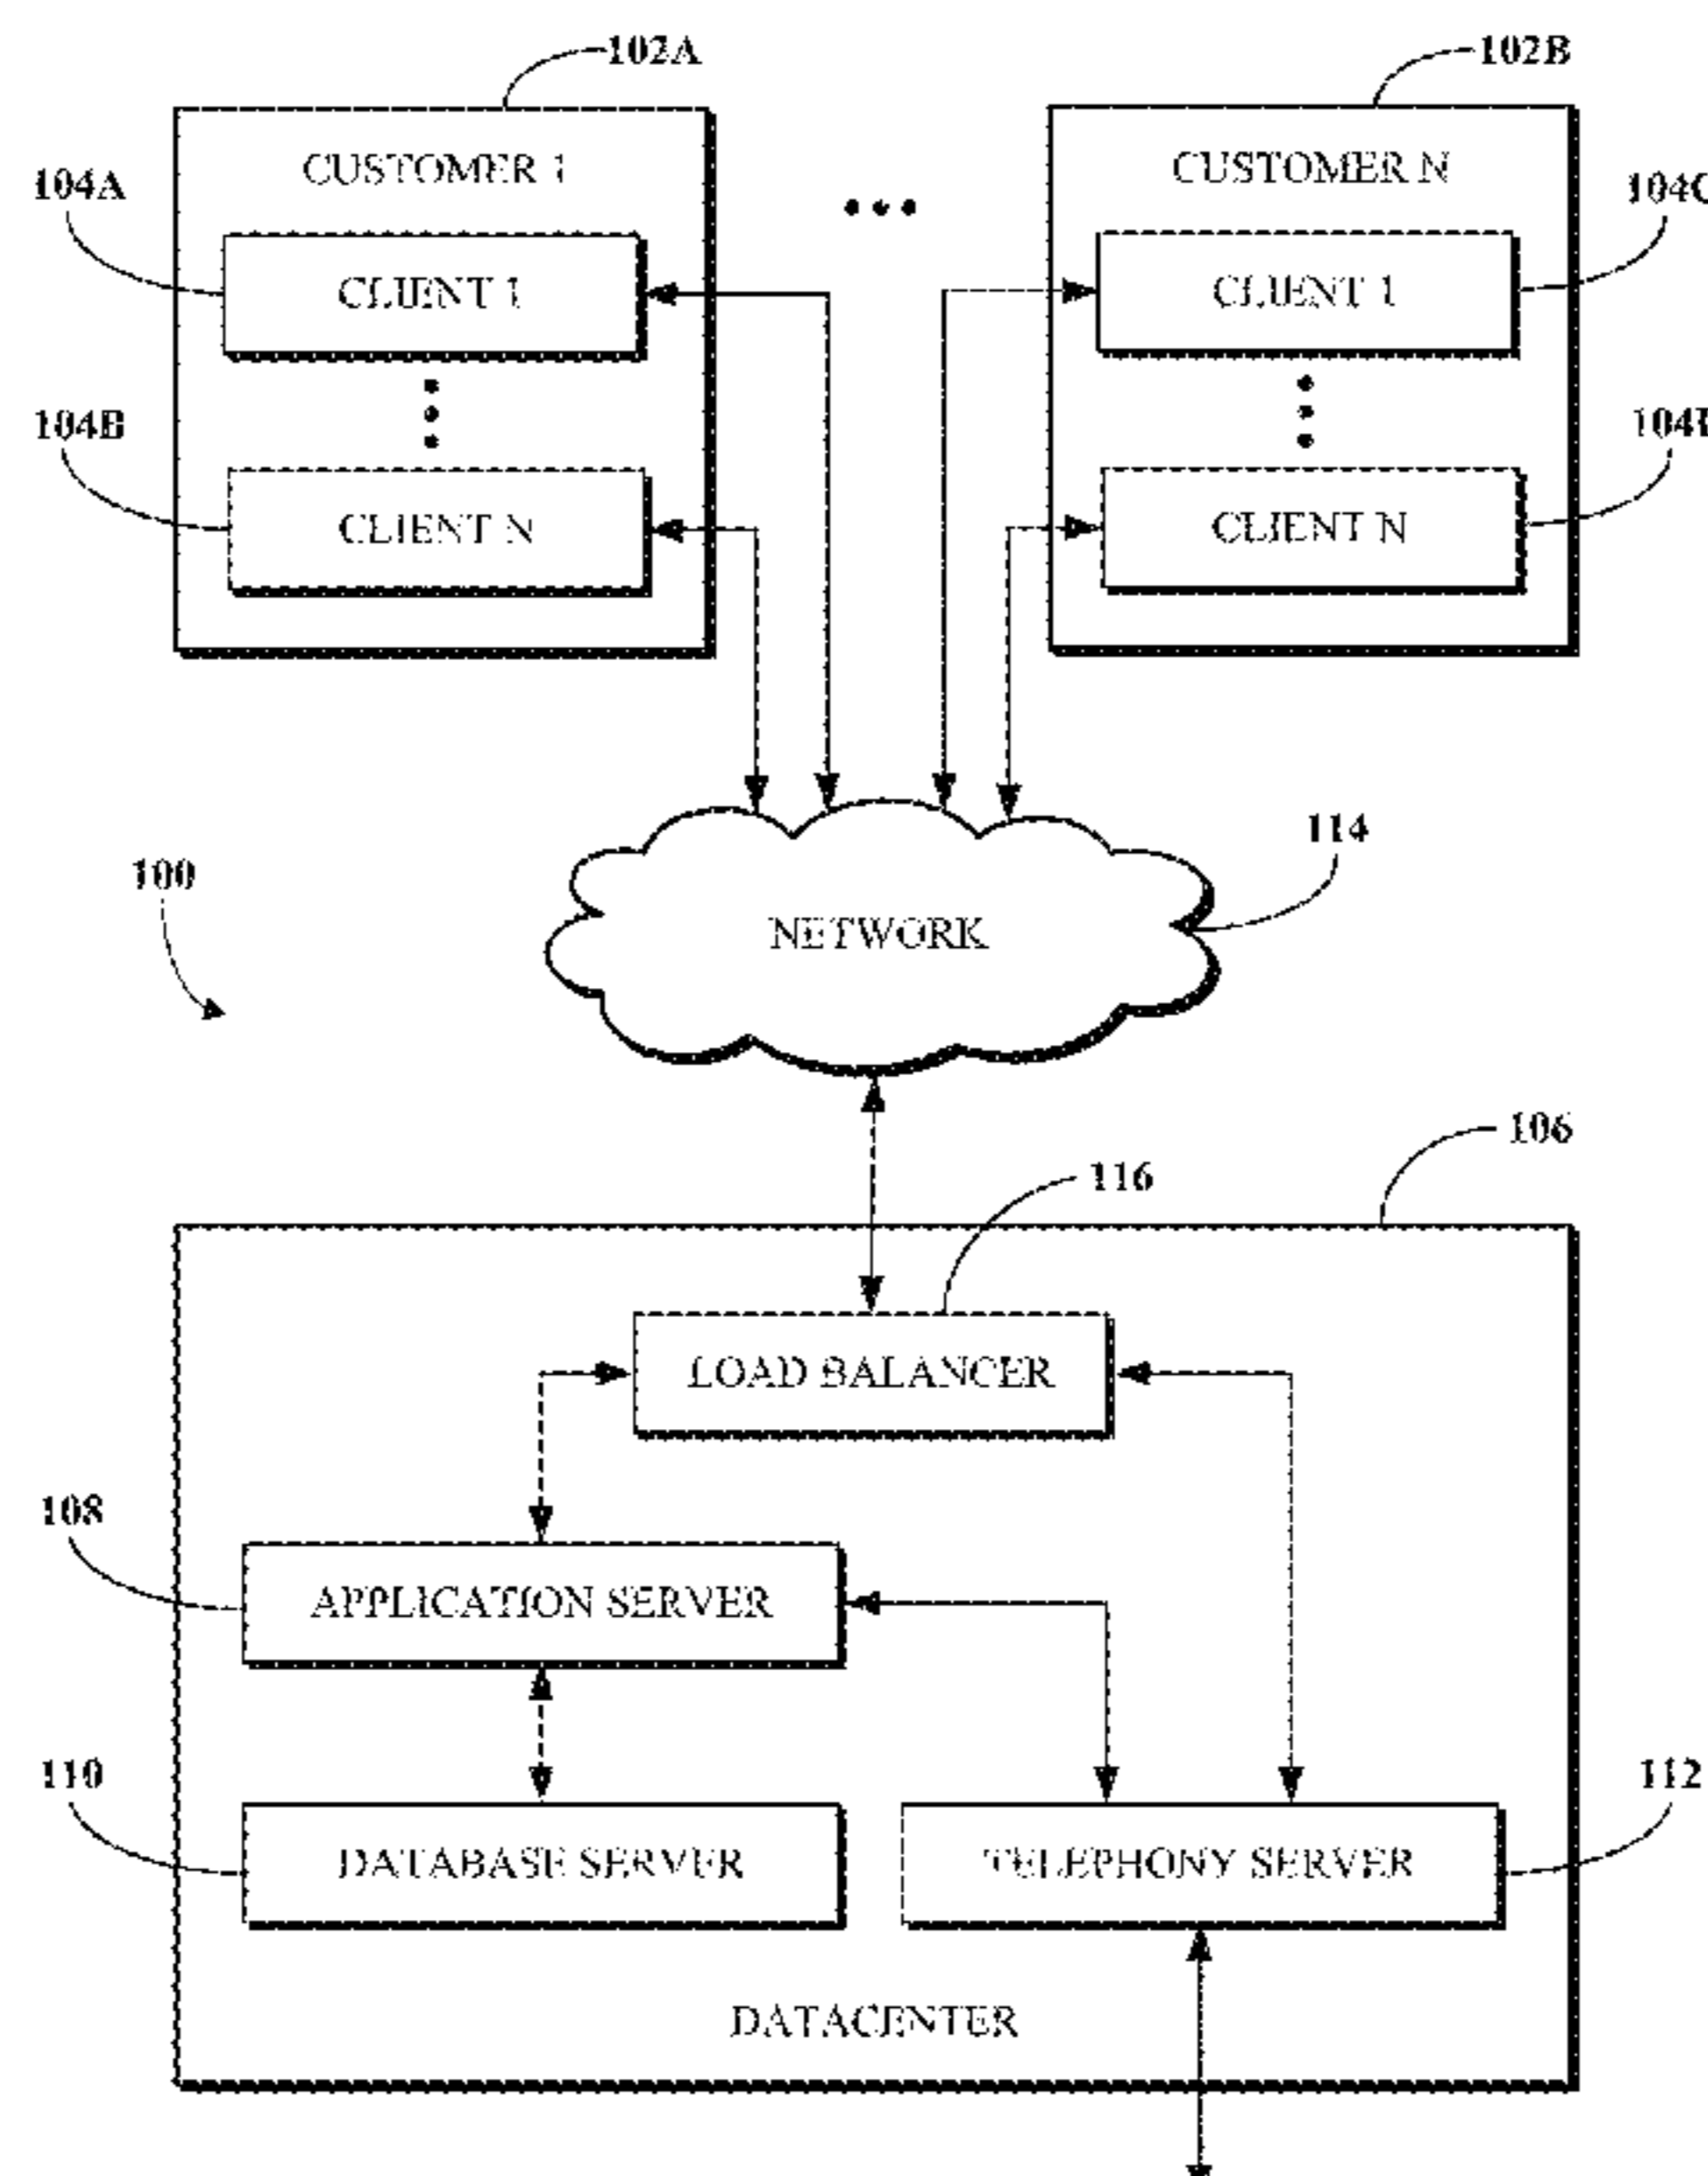 102A
102B
CUSTOMER 1
CUSTOMER N
104A
104C
CLIENT 1
CLIENT 1
104B
CLIENT N
CLIENT N
114
100
NETWORK
106
116
LOAD BALANCER
108
APPLICATION SERVER
110
112
DATABASE SERVER
TELEPHONY SERVER
DATACENTER